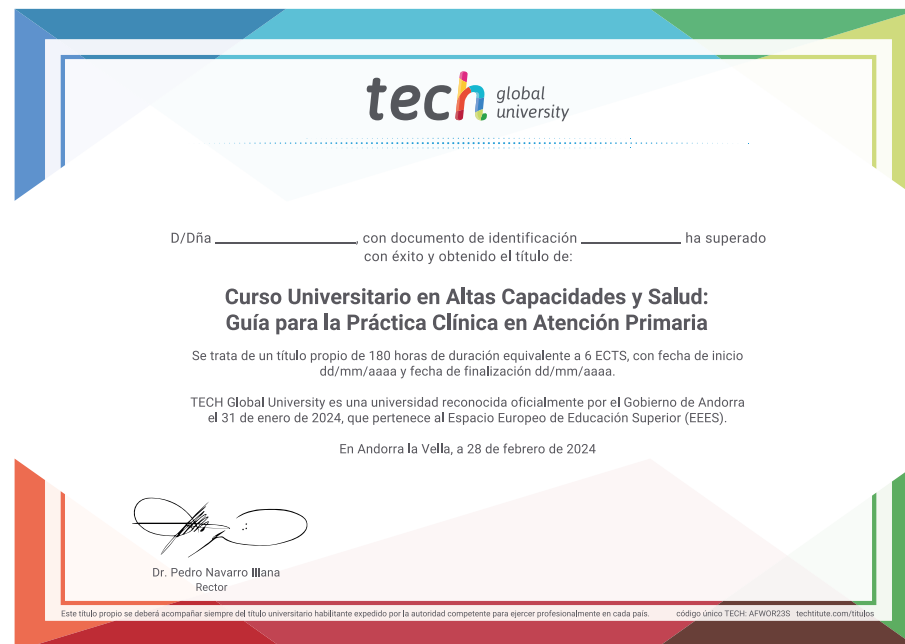 tech global
university
D/Dña ____________________, con documento de identificación ______________ ha superado
con éxito y obtenido el título de:
Curso Universitario en Altas Capacidades y Salud:
Guía para la Práctica Clínica en Atención Primaria
Se trata de un título propio de 180 horas de duración equivalente a 6 ECTS, con fecha de inicio
dd/mm/aaaa y fecha de finalización dd/mm/aaaa.
TECH Global University es una universidad reconocida oficialmente por el Gobierno de Andorra
el 31 de enero de 2024, que pertenece al Espacio Europeo de Educación Superior (EEES).
En Andorra la Vella, a 28 de febrero de 2024
Dr. Pedro Navarro Illana
Rector
Este título propio se deberá acompañar siempre del título universitario habilitante expedido por la autoridad competente para ejercer profesionalmente en cada país. código único TECH: AFWOR23S techtitute.com/titulos